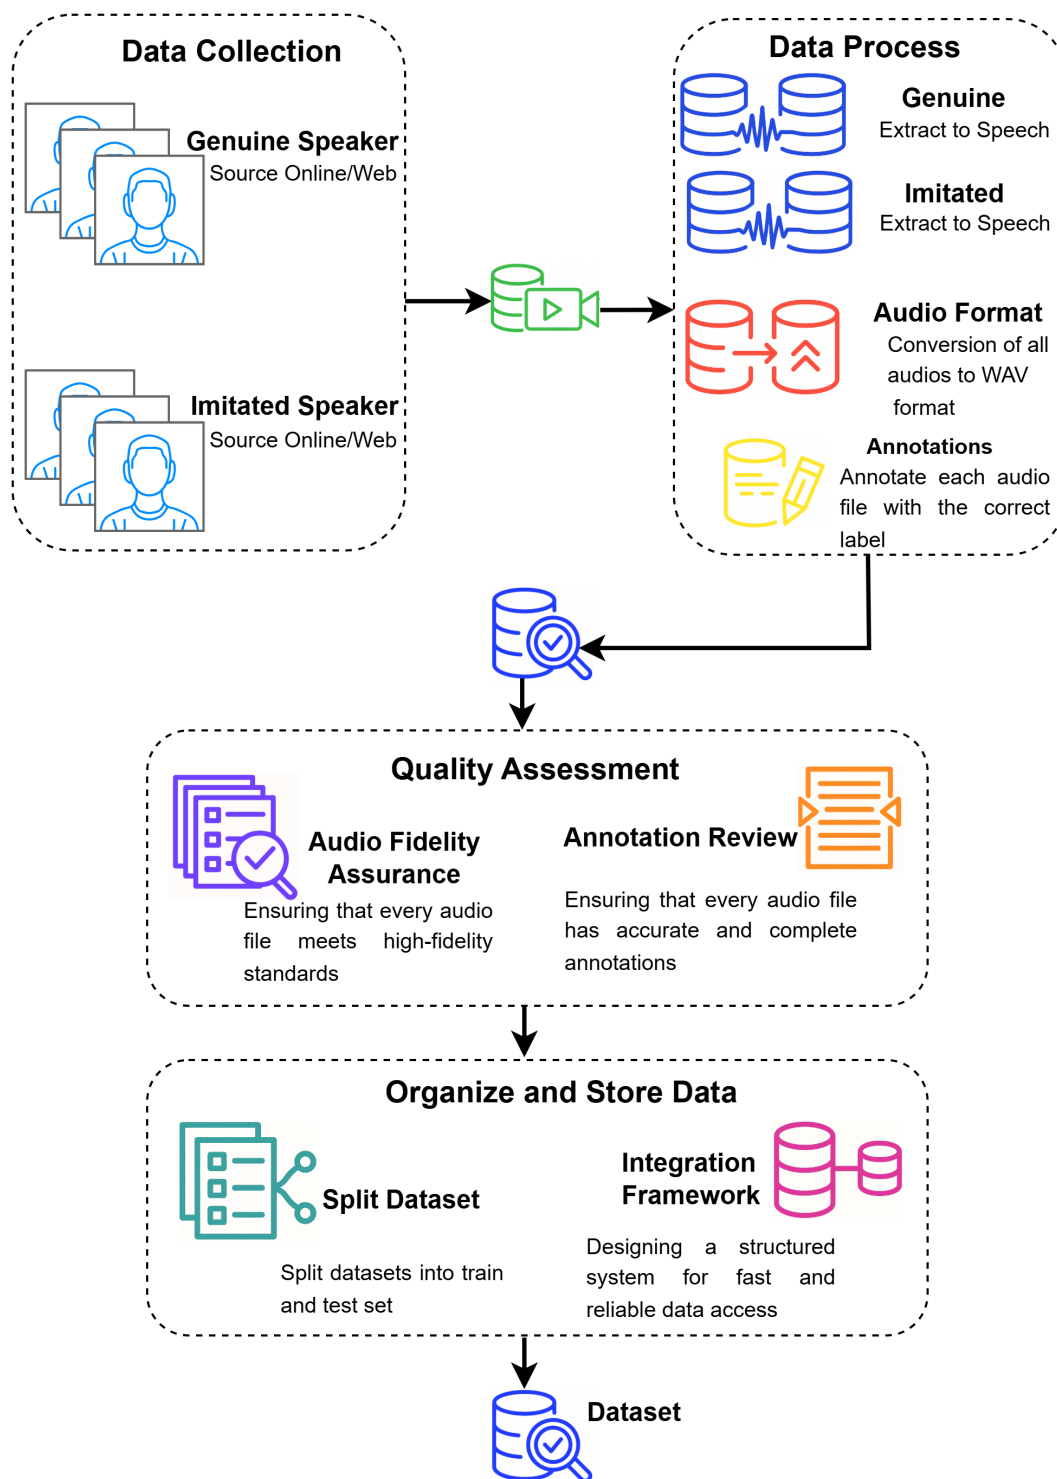 Data Collection
Genuine Speaker
Source Online/Web
Imitated Speaker
Source Online/Web
Data Process
Genuine
Extract to Speech
Imitated
Extract to Speech
Audio Format
Conversion of all
audios to WAV
format
Annotations
Annotate each audio
file with the correct
label
Quality Assessment
Audio Fidelity
Assurance
Ensuring that every audio
file meets high-fidelity
standards
Annotation Review
Ensuring that every audio file
has accurate and complete
annotations
Organize and Store Data
Split Dataset
Split datasets into train
and test set
Integration
Framework
Designing a structured
system for fast and
reliable data access
Dataset